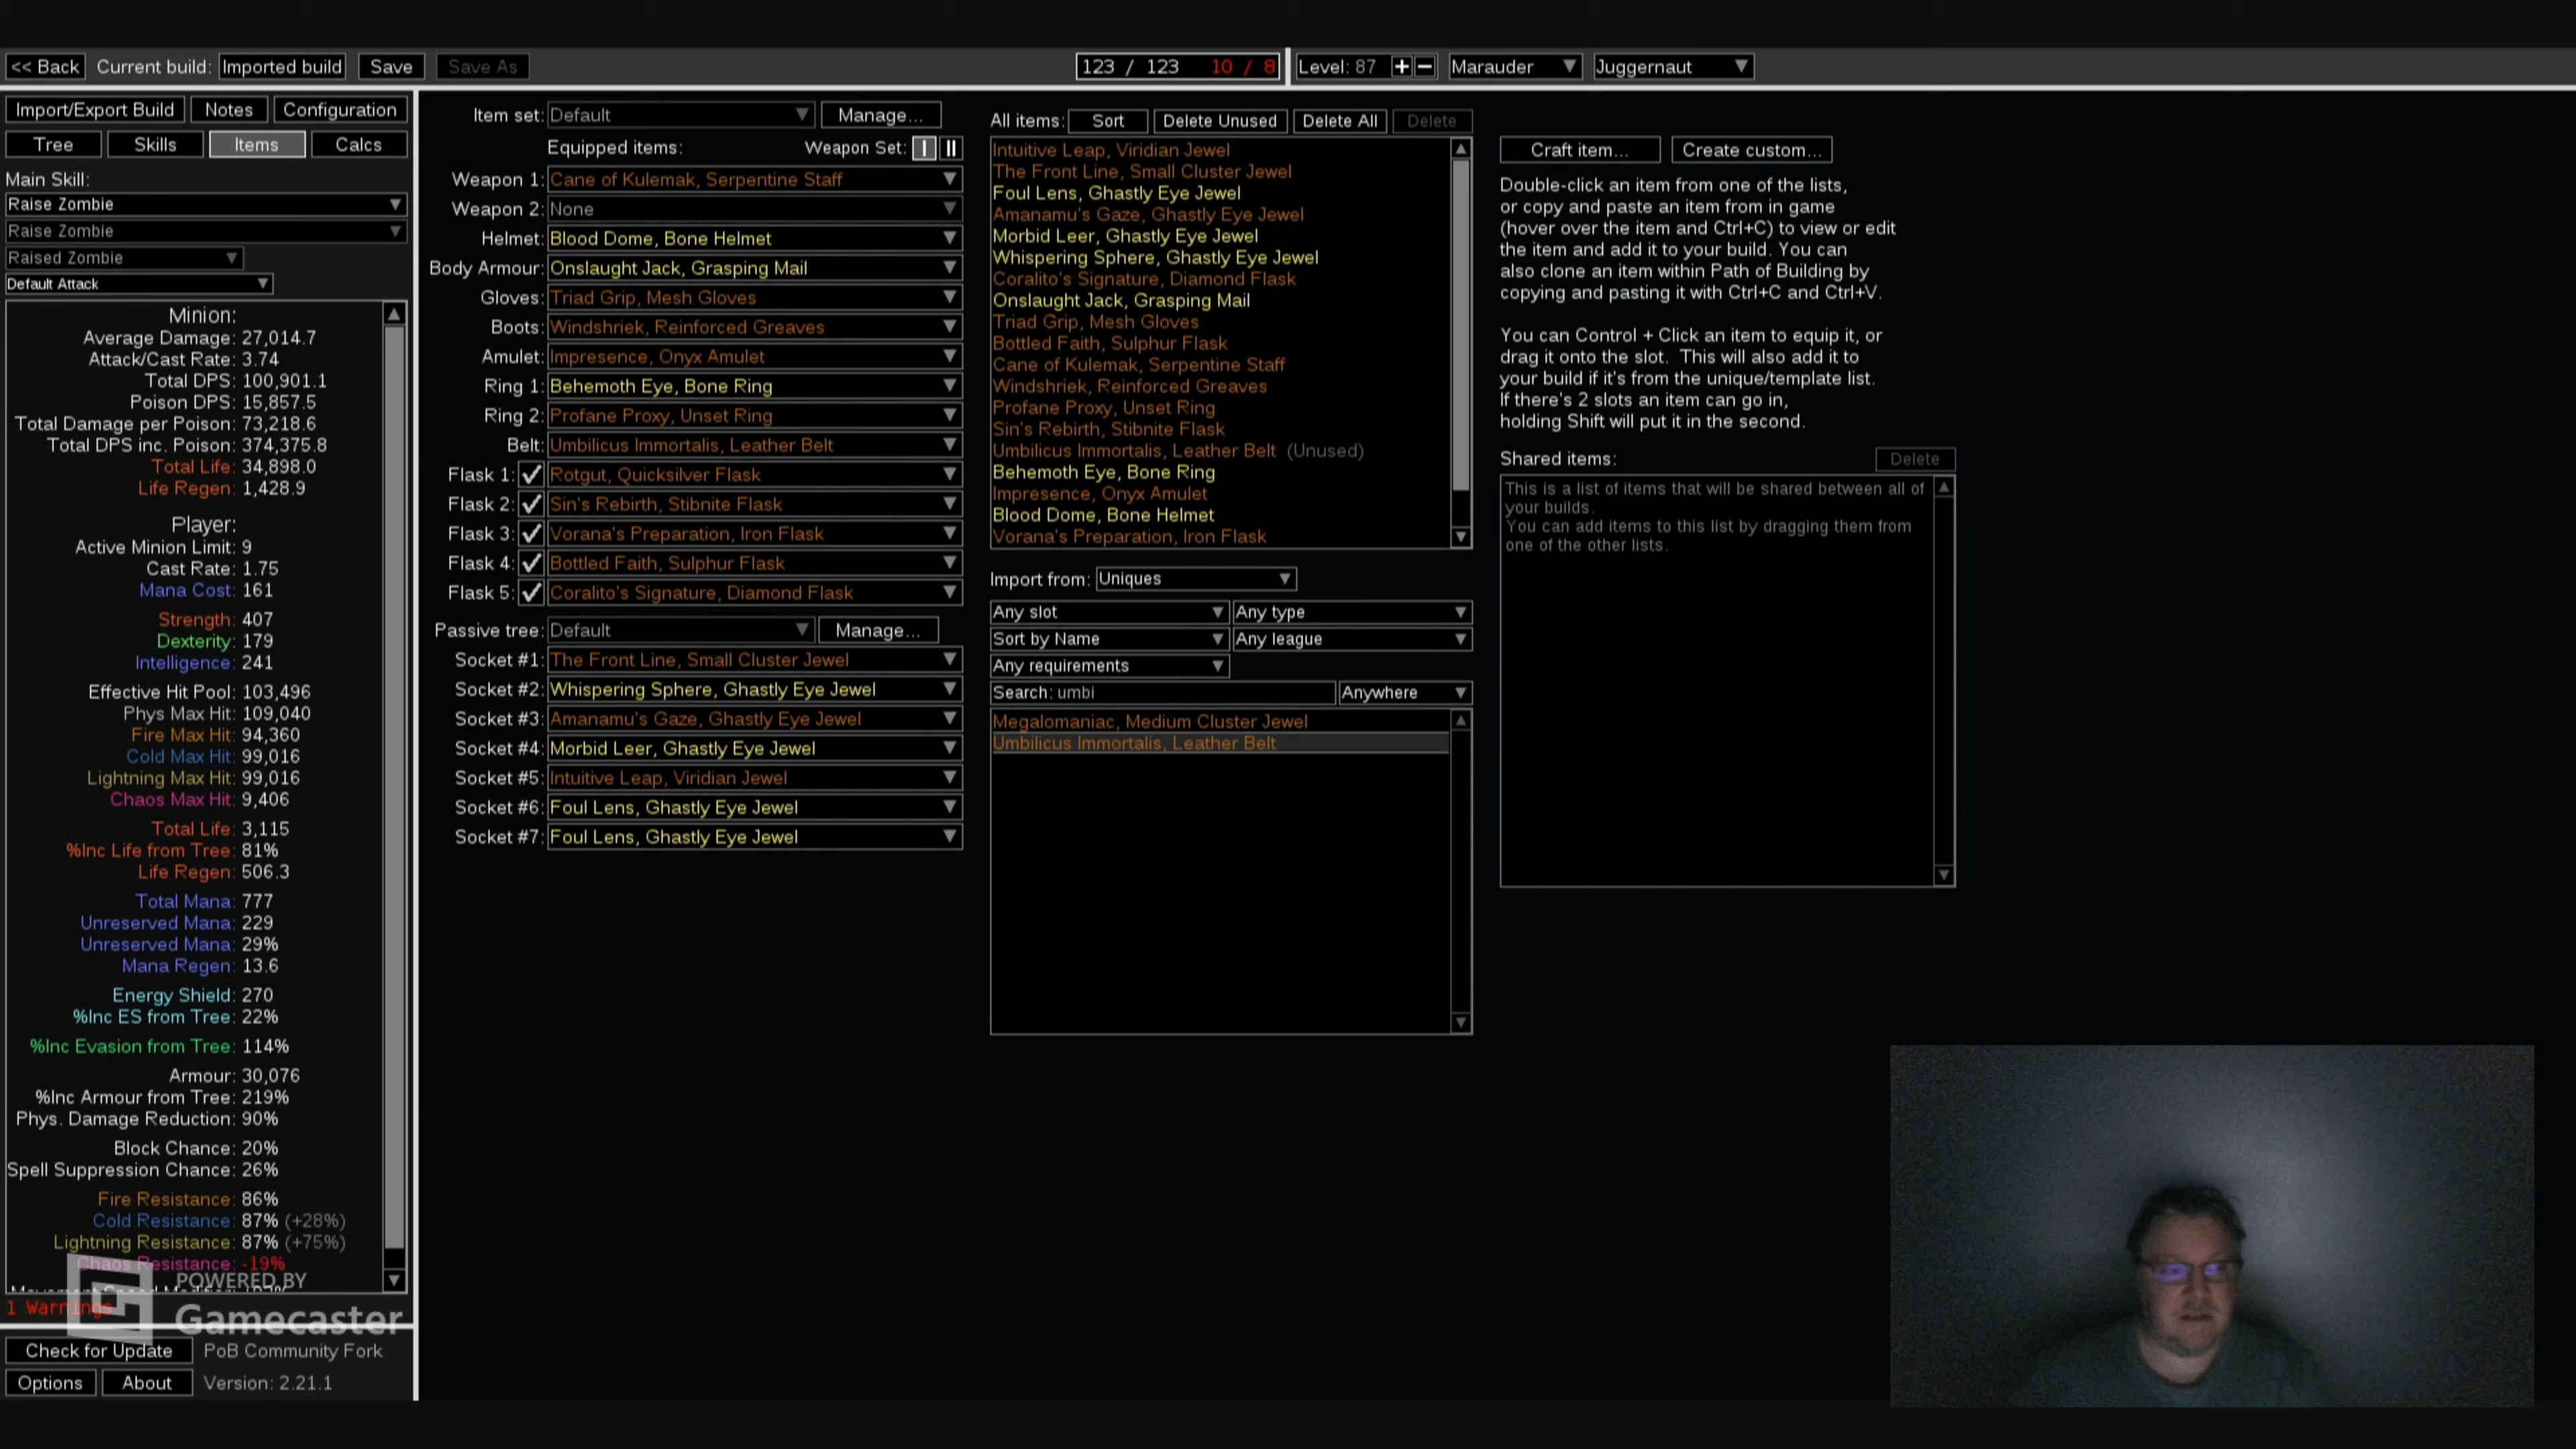 << Back Current build: Imported build Save Save As 123 / 123 10 / 8 Level: 87 + − Marauder Juggernaut
Import/Export Build Notes Configuration
Tree Skills Items Calcs
Main Skill:
Raise Zombie
Raise Zombie
Raised Zombie
Default Attack
Minion:
Average Damage: 27,014.7
Attack/Cast Rate: 3.74
Total DPS: 100,901.1
Poison DPS: 15,857.5
Total Damage per Poison: 73,218.6
Total DPS inc. Poison: 374,375.8
Total Life: 34,898.0
Life Regen: 1,428.9
Player:
Active Minion Limit: 9
Cast Rate: 1.75
Mana Cost: 161
Strength: 407
Dexterity: 179
Intelligence: 241
Effective Hit Pool: 103,496
Phys Max Hit: 109,040
Fire Max Hit: 94,360
Cold Max Hit: 99,016
Lightning Max Hit: 99,016
Chaos Max Hit: 9,406
Total Life: 3,115
%Inc Life from Tree: 81%
Life Regen: 506.3
Total Mana: 777
Unreserved Mana: 229
Unreserved Mana: 29%
Mana Regen: 13.6
Energy Shield: 270
%Inc ES from Tree: 22%
%Inc Evasion from Tree: 114%
Armour: 30,076
%Inc Armour from Tree: 219%
Phys. Damage Reduction: 90%
Block Chance: 20%
Spell Suppression Chance: 26%
Fire Resistance: 86%
Cold Resistance: 87% (+28%)
Lightning Resistance: 87% (+75%)
Chaos Resistance: -19%
POWERED BY
Gamecaster
1 Warnings
Check for Update PoB Community Fork
Options About Version: 2.21.1
Item set: Default Manage...
Equipped items: Weapon Set: I II
Weapon 1: Cane of Kulemak, Serpentine Staff
Weapon 2: None
Helmet: Blood Dome, Bone Helmet
Body Armour: Onslaught Jack, Grasping Mail
Gloves: Triad Grip, Mesh Gloves
Boots: Windshriek, Reinforced Greaves
Amulet: Impresence, Onyx Amulet
Ring 1: Behemoth Eye, Bone Ring
Ring 2: Profane Proxy, Unset Ring
Belt: Umbilicus Immortalis, Leather Belt
Flask 1: Rotgut, Quicksilver Flask
Flask 2: Sin's Rebirth, Stibnite Flask
Flask 3: Vorana's Preparation, Iron Flask
Flask 4: Bottled Faith, Sulphur Flask
Flask 5: Coralito's Signature, Diamond Flask
Passive tree: Default Manage...
Socket #1: The Front Line, Small Cluster Jewel
Socket #2: Whispering Sphere, Ghastly Eye Jewel
Socket #3: Amanamu's Gaze, Ghastly Eye Jewel
Socket #4: Morbid Leer, Ghastly Eye Jewel
Socket #5: Intuitive Leap, Viridian Jewel
Socket #6: Foul Lens, Ghastly Eye Jewel
Socket #7: Foul Lens, Ghastly Eye Jewel
All items: Sort Delete Unused Delete All Delete
Intuitive Leap, Viridian Jewel
The Front Line, Small Cluster Jewel
Foul Lens, Ghastly Eye Jewel
Amanamu's Gaze, Ghastly Eye Jewel
Morbid Leer, Ghastly Eye Jewel
Whispering Sphere, Ghastly Eye Jewel
Coralito's Signature, Diamond Flask
Onslaught Jack, Grasping Mail
Triad Grip, Mesh Gloves
Bottled Faith, Sulphur Flask
Cane of Kulemak, Serpentine Staff
Windshriek, Reinforced Greaves
Profane Proxy, Unset Ring
Sin's Rebirth, Stibnite Flask
Umbilicus Immortalis, Leather Belt (Unused)
Behemoth Eye, Bone Ring
Impresence, Onyx Amulet
Blood Dome, Bone Helmet
Vorana's Preparation, Iron Flask
Import from: Uniques
Any slot Any type
Sort by Name Any league
Any requirements
Search: umbi Anywhere
Megalomaniac, Medium Cluster Jewel
Umbilicus Immortalis, Leather Belt
Craft item... Create custom...
Double-click an item from one of the lists,
or copy and paste an item from in game
(hover over the item and Ctrl+C) to view or edit
the item and add it to your build. You can
also clone an item within Path of Building by
copying and pasting it with Ctrl+C and Ctrl+V.
You can Control + Click an item to equip it, or
drag it onto the slot. This will also add it to
your build if it's from the unique/template list.
If there's 2 slots an item can go in,
holding Shift will put it in the second.
Shared items: Delete
This is a list of items that will be shared between all of
your builds.
You can add items to this list by dragging them from
one of the other lists.